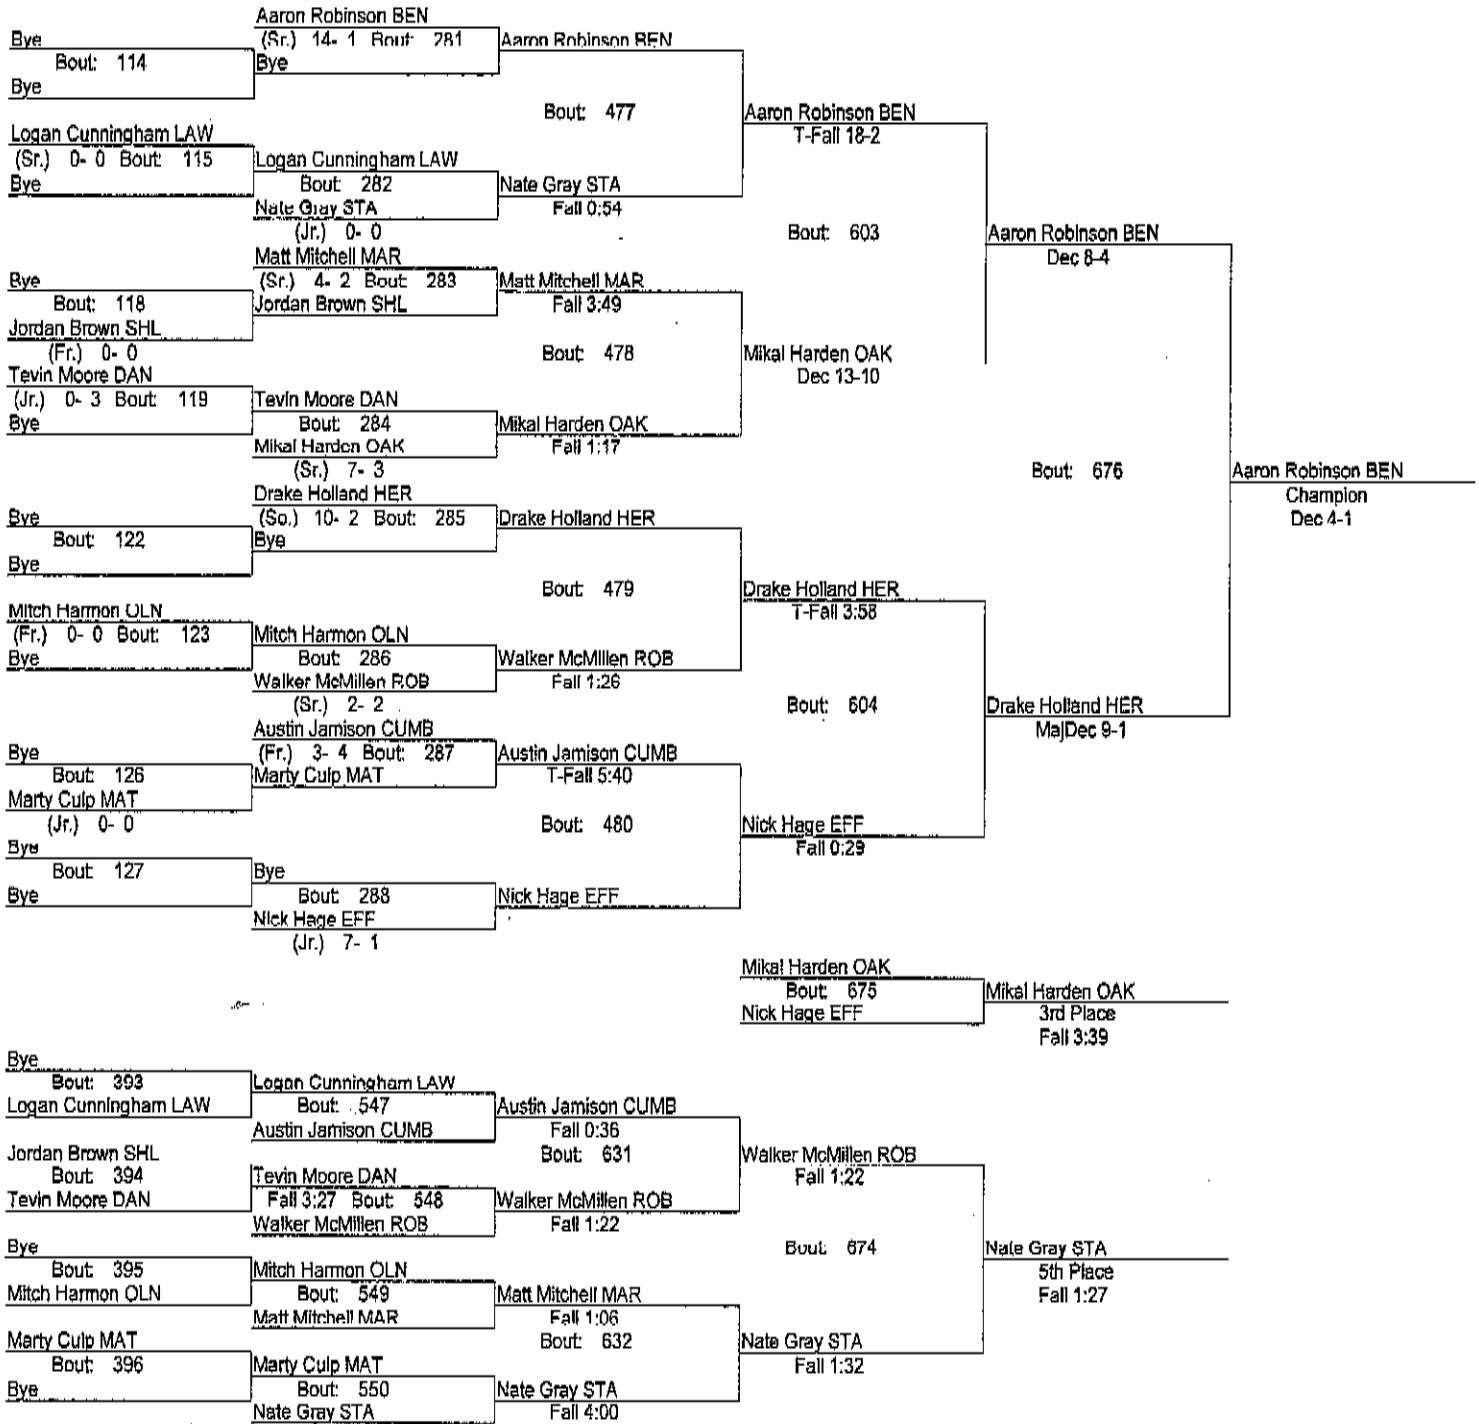 Aaron Robinson BEN
Bye
(Sr.) 14- 1 Bout: 281
Aaron Robinson BEN
Bout: 114
Bye
Bye
Bout: 477
Aaron Robinson BEN
T-Fall 18-2
Logan Cunningham LAW
(Sr.) 0- 0 Bout: 115
Logan Cunningham LAW
Bye
Bout: 282
Nate Gray STA
Nate Gray STA
Fall 0:54
(Jr.) 0- 0
Bout: 603
Aaron Robinson BEN
Dec 8-4
Matt Mitchell MAR
Bye
(Sr.) 4- 2 Bout: 283
Matt Mitchell MAR
Bout: 118
Jordan Brown SHL
Fall 3:49
Jordan Brown SHL
(Fr.) 0- 0
Bout: 478
Mikal Harden OAK
Dec 13-10
Tevin Moore DAN
(Jr.) 0- 3 Bout: 119
Tevin Moore DAN
Bye
Bout: 284
Mikal Harden OAK
Mikal Harden OAK
Fall 1:17
(Sr.) 7- 3
Bout: 676
Aaron Robinson BEN
Champion
Dec 4-1
Drake Holland HER
Bye
(So.) 10- 2 Bout: 285
Drake Holland HER
Bout: 122
Bye
Bye
Bout: 479
Drake Holland HER
T-Fall 3:58
Mitch Harmon OLN
(Fr.) 0- 0 Bout: 123
Mitch Harmon OLN
Bye
Bout: 286
Walker McMillen ROB
Walker McMillen ROB
Fall 1:26
(Sr.) 2- 2
Bout: 604
Drake Holland HER
MajDec 9-1
Austin Jamison CUMB
Bye
(Fr.) 3- 4 Bout: 287
Austin Jamison CUMB
Bout: 126
Marty Culp MAT
T-Fall 5:40
Marty Culp MAT
(Jr.) 0- 0
Bout: 480
Nick Hage EFF
Fall 0:29
Bye
Bout: 127
Bye
Bye
Bout: 288
Nick Hage EFF
Nick Hage EFF
(Jr.) 7- 1
Mikal Harden OAK
Bout: 675
Mikal Harden OAK
Nick Hage EFF
3rd Place
Fall 3:39
Bye
Bout: 393
Logan Cunningham LAW
Logan Cunningham LAW
Bout: 547
Austin Jamison CUMB
Austin Jamison CUMB
Fall 0:36
Jordan Brown SHL
Bout: 631
Walker McMillen ROB
Bout: 394
Tevin Moore DAN
Fall 1:22
Tevin Moore DAN
Fall 3:27 Bout: 548
Walker McMillen ROB
Walker McMillen ROB
Fall 1:22
Bye
Bout: 674
Nate Gray STA
Bout: 395
Mitch Harmon OLN
5th Place
Mitch Harmon OLN
Bout: 549
Matt Mitchell MAR
Fall 1:27
Matt Mitchell MAR
Fall 1:06
Marty Culp MAT
Bout: 632
Nate Gray STA
Bout: 396
Marty Culp MAT
Fall 1:32
Bye
Bout: 550
Nate Gray STA
Nate Gray STA
Fall 4:00